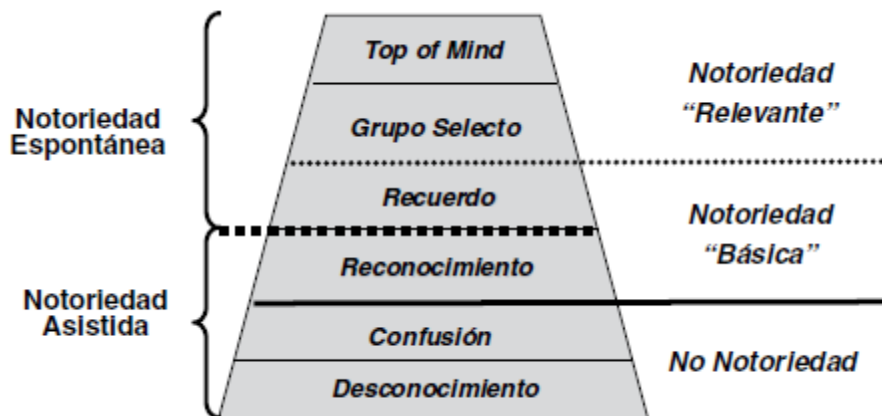 Top of Mind
Grupo Selecto
Recuerdo
Reconocimiento
Confusión
Desconocimiento
Notoriedad
Espontánea
Notoriedad
Asistida
Notoriedad
“Relevante”
Notoriedad
“Básica”
No Notoriedad